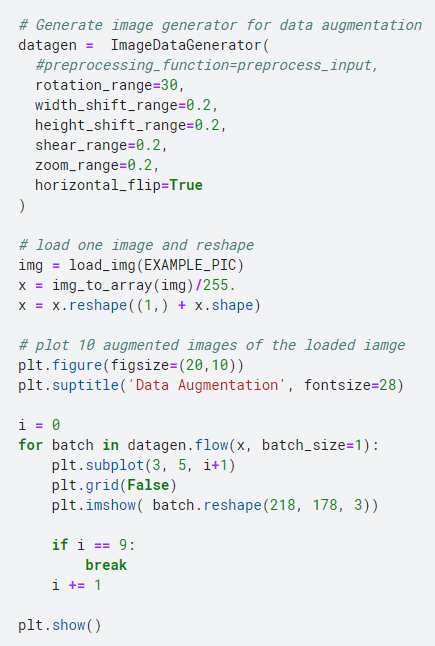 # Generate image generator for data augmentation
datagen =  ImageDataGenerator(
  #preprocessing_function=preprocess_input,
  rotation_range=30,
  width_shift_range=0.2,
  height_shift_range=0.2,
  shear_range=0.2,
  zoom_range=0.2,
  horizontal_flip=True
)

# load one image and reshape
img = load_img(EXAMPLE_PIC)
x = img_to_array(img)/255.
x = x.reshape((1,) + x.shape)

# plot 10 augmented images of the loaded iamge
plt.figure(figsize=(20,10))
plt.suptitle('Data Augmentation', fontsize=28)

i = 0
for batch in datagen.flow(x, batch_size=1):
    plt.subplot(3, 5, i+1)
    plt.grid(False)
    plt.imshow( batch.reshape(218, 178, 3))

    if i == 9:
        break
    i += 1

plt.show()